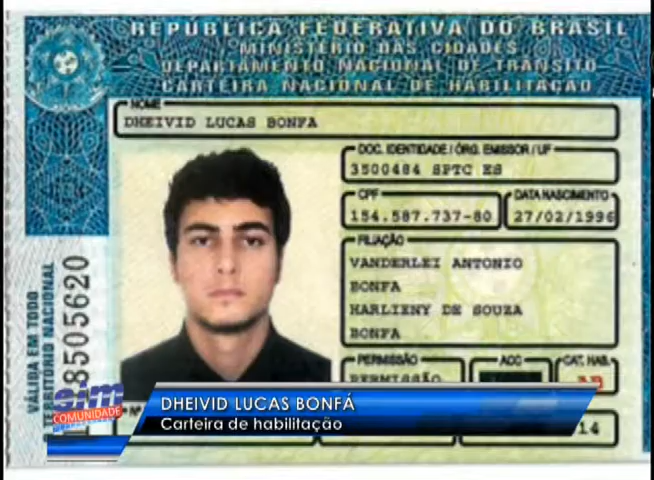 REPÚBLICA FEDERATIVA DO BRASIL
MINISTÉRIO DAS CIDADES
DEPARTAMENTO NACIONAL DE TRÂNSITO
CARTEIRA NACIONAL DE HABILITAÇÃO
NOME
DHEIVID LUCAS BONFA
DOC. IDENTIDADE / ÓRG. EMISSOR / UF
3500484 SPTC ES
CPF
DATA NASCIMENTO
154.587.737-80
27/02/1996
FILIAÇÃO
VANDERLEI ANTONIO
BONFA
HARLIENY DE SOUZA
BONFA
PERMISSÃO
ACC
CAT. HAB.
PERMISSÃO
VÁLIDA EM TODO
TERRITÓRIO NACIONAL
8505620
sim
COMUNIDADE
DHEIVID LUCAS BONFÁ
Carteira de habilitação
14